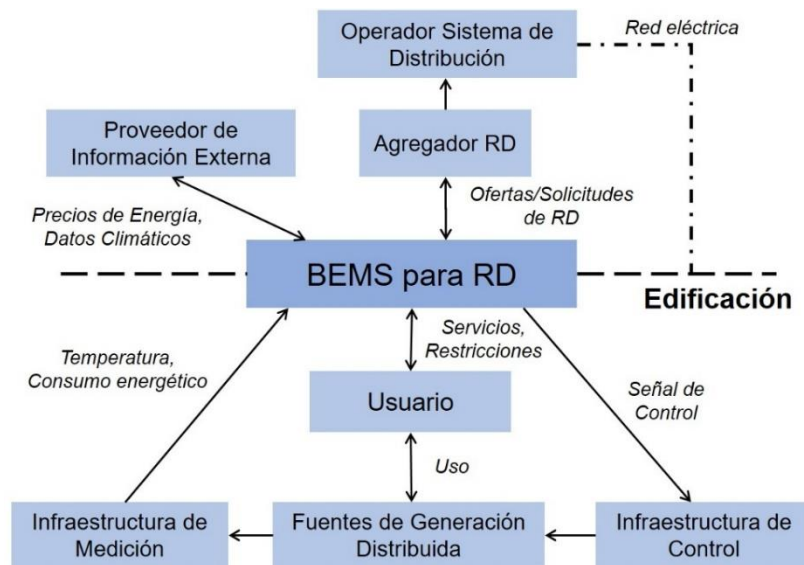 Operador Sistema de
Distribución
Red eléctrica
Proveedor de
Información Externa
Agregador RD
Precios de Energía,
Datos Climáticos
Ofertas/Solicitudes
de RD
BEMS para RD
Edificación
Temperatura,
Consumo energético
Servicios,
Restricciones
Usuario
Señal de
Control
Uso
Infraestructura de
Medición
Fuentes de Generación
Distribuida
Infraestructura de
Control